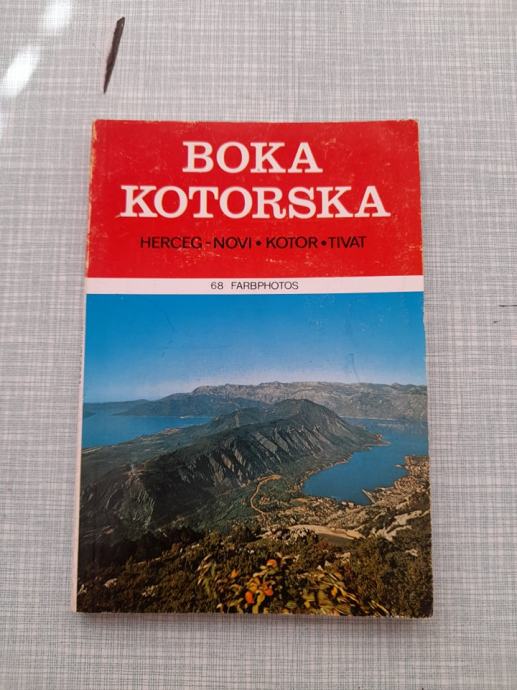 BOKA
KOTORSKA
HERCEG-NOVI • KOTOR • TIVAT
68 FARBPHOTOS